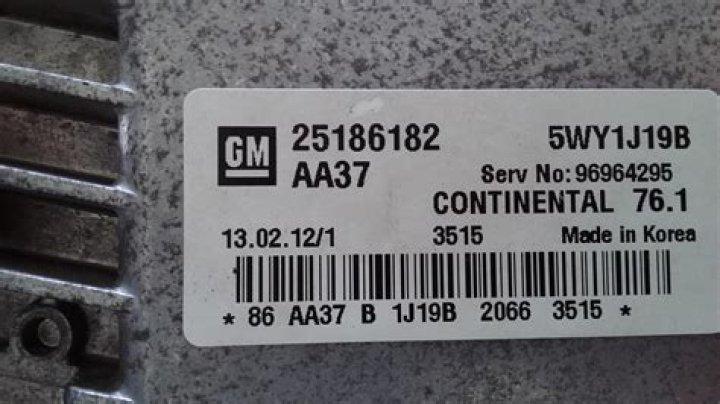 GM 25186182 5WY1J19B
AA37 Serv No: 96964295
CONTINENTAL 76.1
13.02.12/1 3515 Made in Korea
* 86 AA37 B 1J19B 2066 3515 *